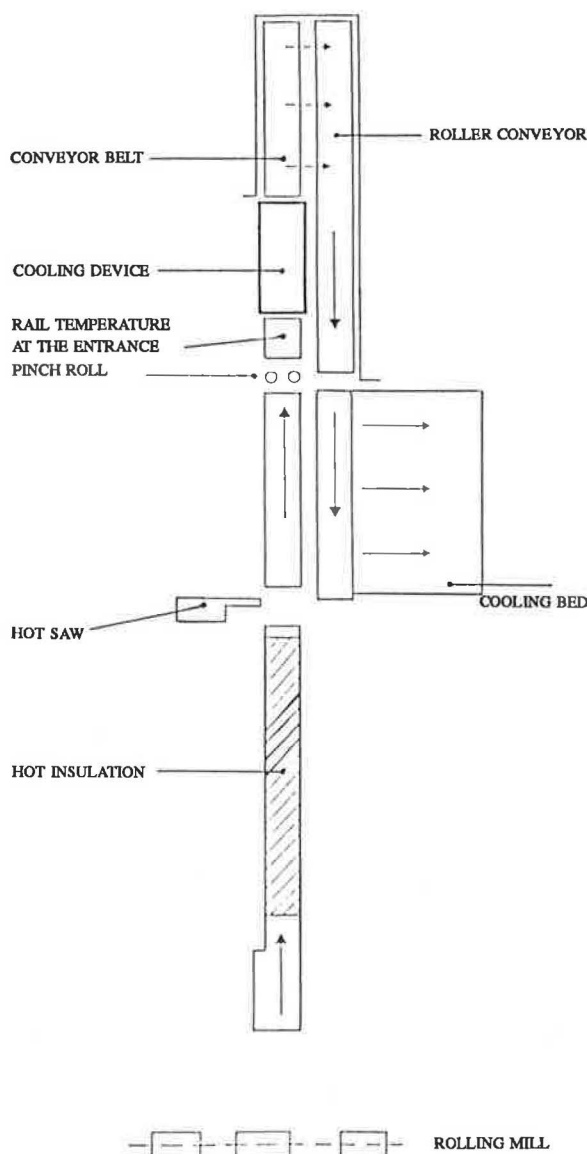 ROLLER CONVEYOR
CONVEYOR BELT
COOLING DEVICE
RAIL TEMPERATURE
AT THE ENTRANCE
PINCH ROLL
COOLING BED
HOT SAW
HOT INSULATION
ROLLING MILL